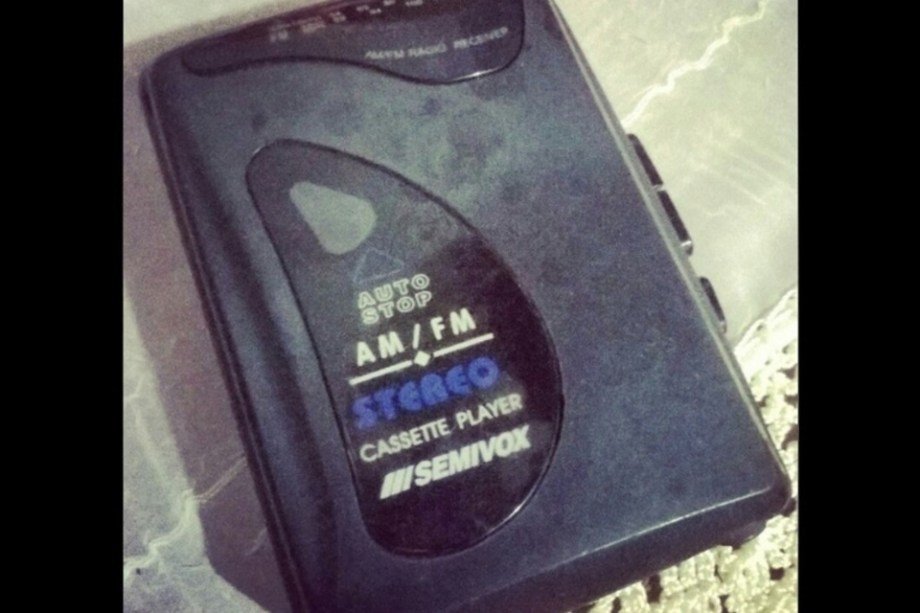 AM/FM RADIO RECEIVER
AUTO
STOP
AM/FM
STEREO
CASSETTE PLAYER
SEMIVOX